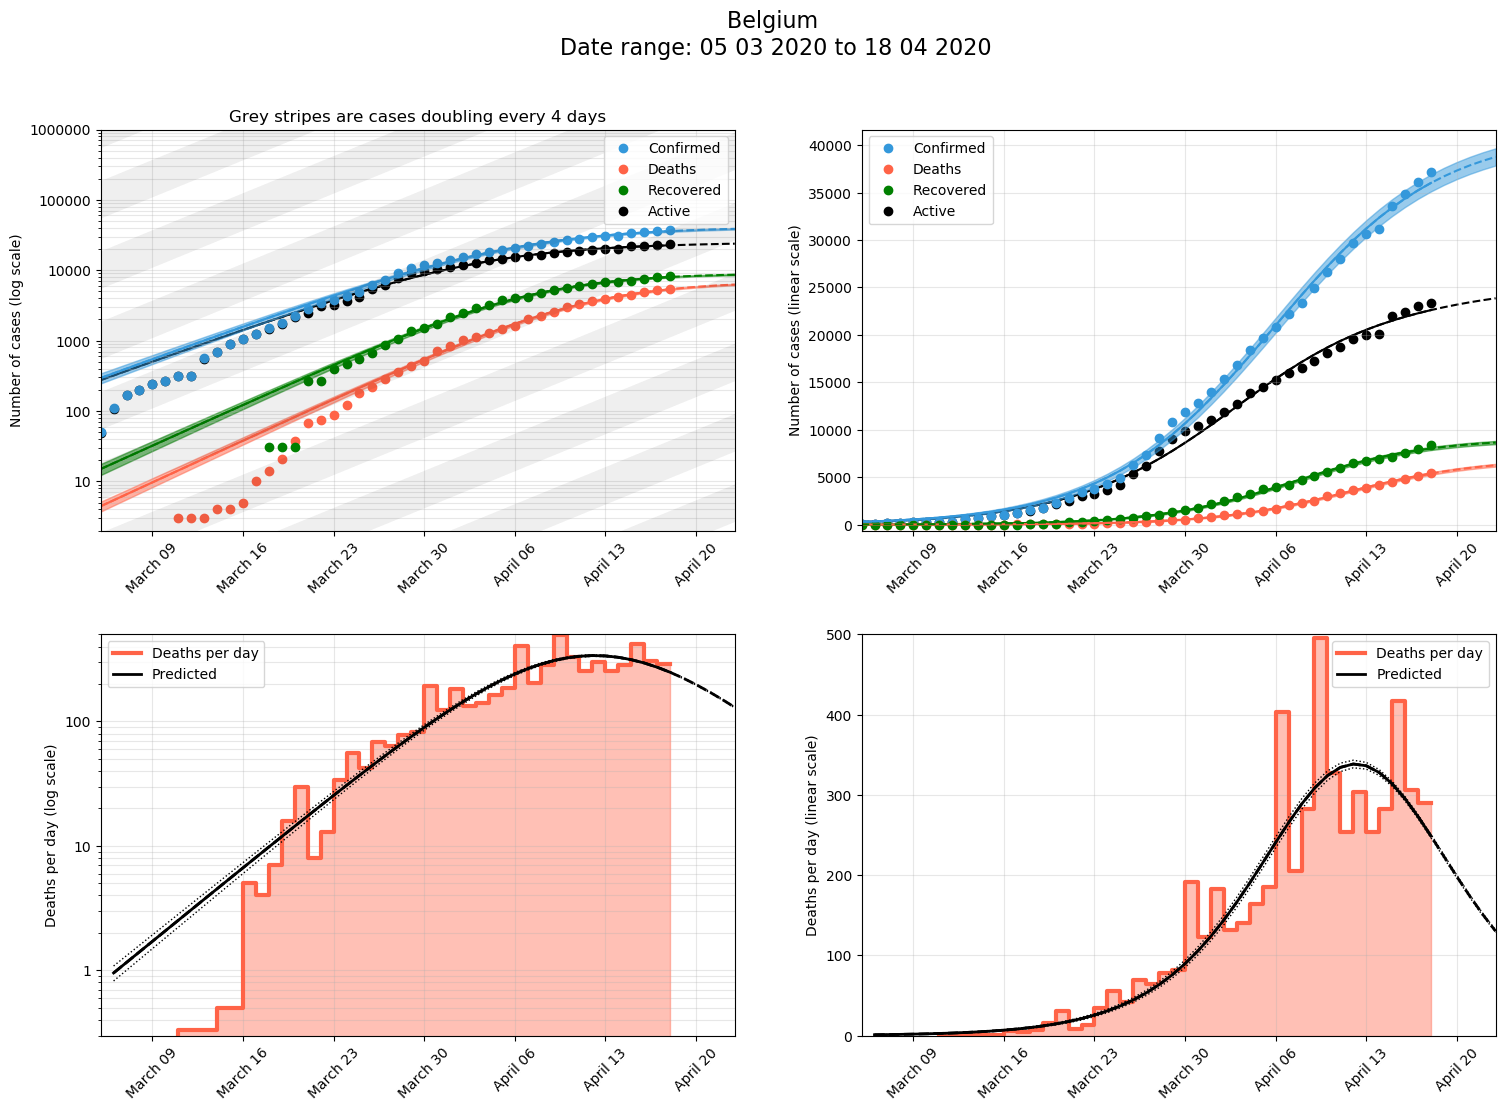 Belgium
Date range: 05 03 2020 to 18 04 2020
Grey stripes are cases doubling every 4 days
Number of cases (log scale)
1000000
100000
10000
1000
100
10
Confirmed
Deaths
Recovered
Active
March 09
March 16
March 23
March 30
April 06
April 13
April 20
Number of cases (linear scale)
40000
35000
30000
25000
20000
15000
10000
5000
0
Confirmed
Deaths
Recovered
Active
March 09
March 16
March 23
March 30
April 06
April 13
April 20
Deaths per day (log scale)
100
10
1
Deaths per day
Predicted
March 09
March 16
March 23
March 30
April 06
April 13
April 20
Deaths per day (linear scale)
500
400
300
200
100
0
Deaths per day
Predicted
March 09
March 16
March 23
March 30
April 06
April 13
April 20